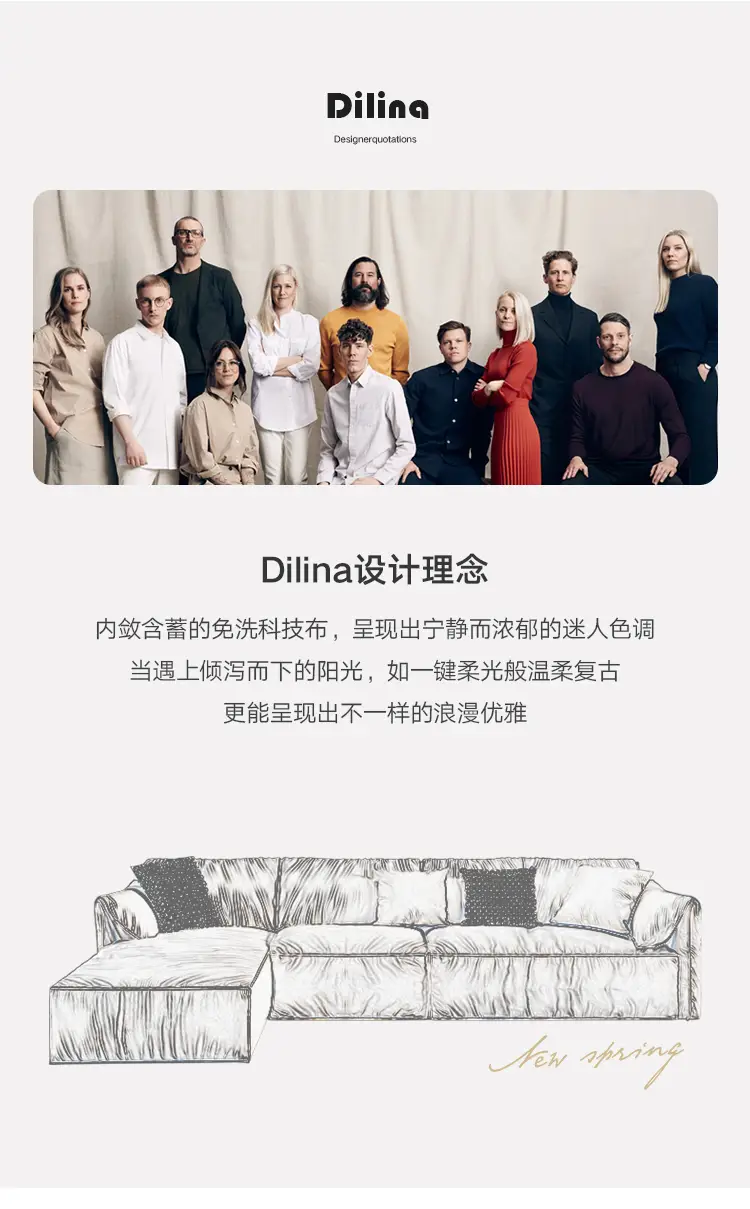 Dilina
Designerquotations
Dilina设计理念
内敛含蓄的免洗科技布，呈现出宁静而浓郁的迷人色调
当遇上倾泻而下的阳光，如一键柔光般温柔复古
更能呈现出不一样的浪漫优雅
New spring